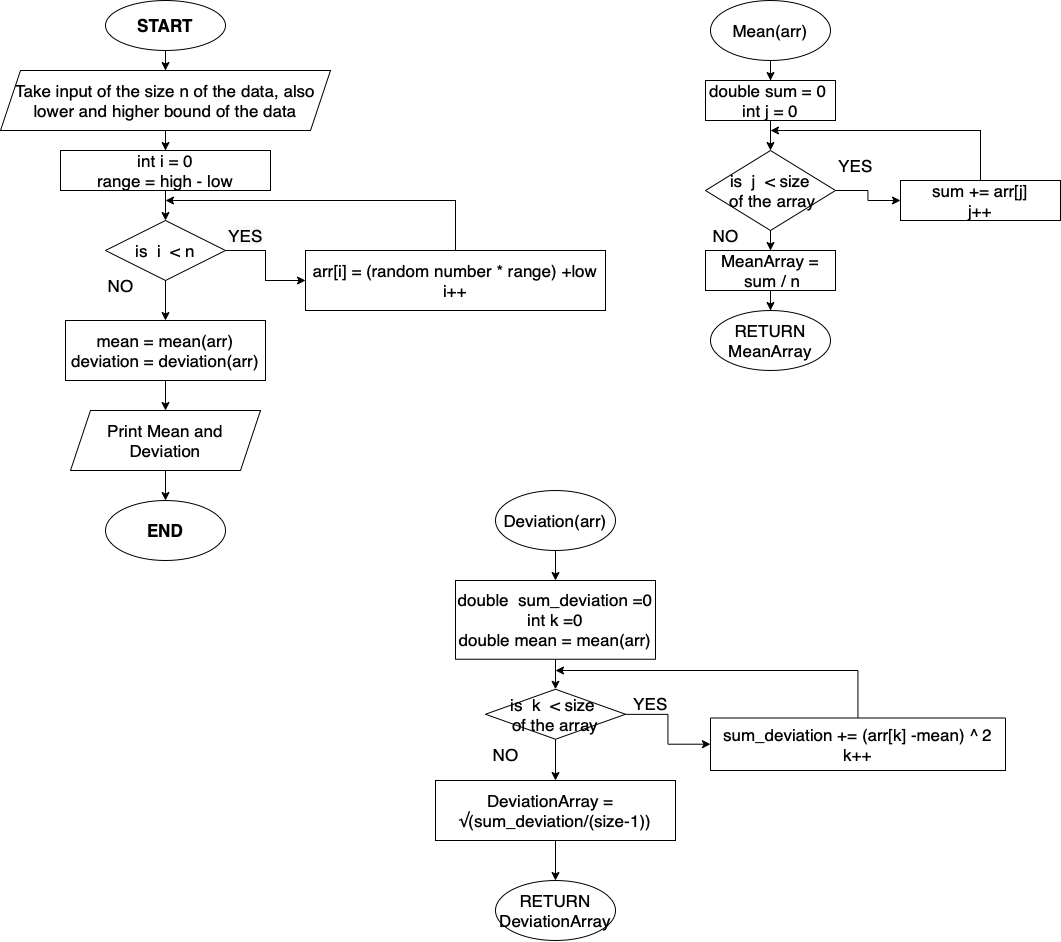 START
Take input of the size n of the data, also
lower and higher bound of the data
int i = 0
range = high - low
is i < n
YES
NO
arr[i] = (random number * range) +low
i++
mean = mean(arr)
deviation = deviation(arr)
Print Mean and
Deviation
END
Mean(arr)
double sum = 0
int j = 0
is j < size
of the array
YES
NO
sum += arr[j]
j++
MeanArray =
sum / n
RETURN
MeanArray
Deviation(arr)
double sum_deviation =0
int k =0
double mean = mean(arr)
is k < size
of the array
YES
NO
sum_deviation += (arr[k] -mean) ^ 2
k++
DeviationArray =
√(sum_deviation/(size-1))
RETURN
DeviationArray